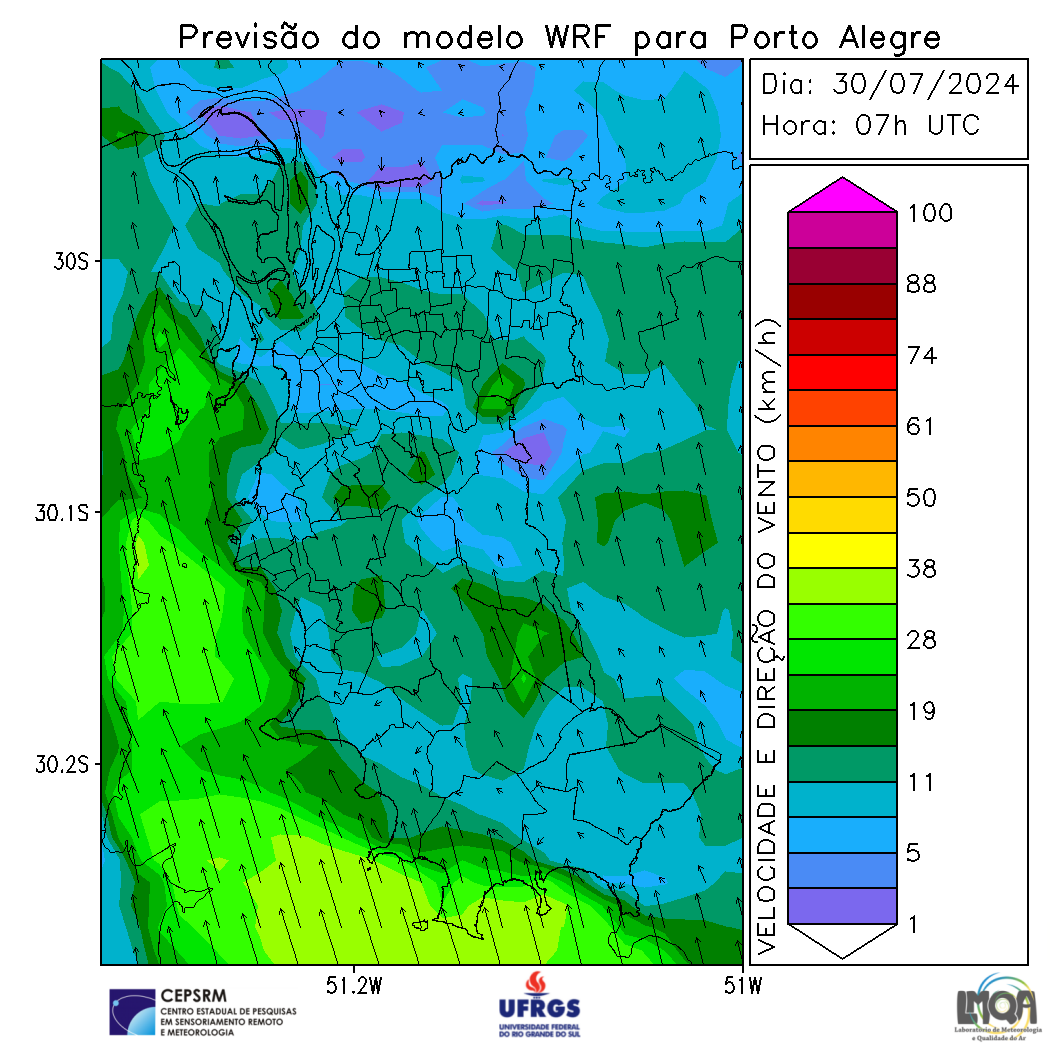 Previsão do modelo WRF para Porto Alegre
Dia: 30/07/2024
Hora: 07h UTC
30S
30.1S
30.2S
51.2W
51W
VELOCIDADE E DIREÇÃO DO VENTO (km/h)
100
88
74
61
50
38
28
19
11
5
1
CEPSRM
CENTRO ESTADUAL DE PESQUISAS
EM SENSORIAMENTO REMOTO
E METEOROLOGIA
UFRGS
UNIVERSIDADE FEDERAL
DO RIO GRANDE DO SUL
LMQA
Laboratório de Meteorologia
e Qualidade do Ar